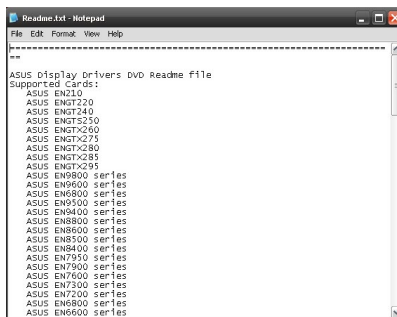 Readme.txt - Notepad
File Edit Format View Help
------------------------------------------------------------------------
==
ASUS Display Drivers DVD Readme file
Supported Cards:
ASUS EN210
ASUS ENGT220
ASUS ENGT240
ASUS ENGTS250
ASUS ENGTX260
ASUS ENGTX275
ASUS ENGTX280
ASUS ENGTX285
ASUS ENGTX295
ASUS EN9800 series
ASUS EN9600 series
ASUS EN6800 series
ASUS EN9500 series
ASUS EN9400 series
ASUS EN8800 series
ASUS EN8600 series
ASUS EN8500 series
ASUS EN8400 series
ASUS EN7950 series
ASUS EN7900 series
ASUS EN7600 series
ASUS EN7300 series
ASUS EN7200 series
ASUS EN6800 series
ASUS EN6600 series